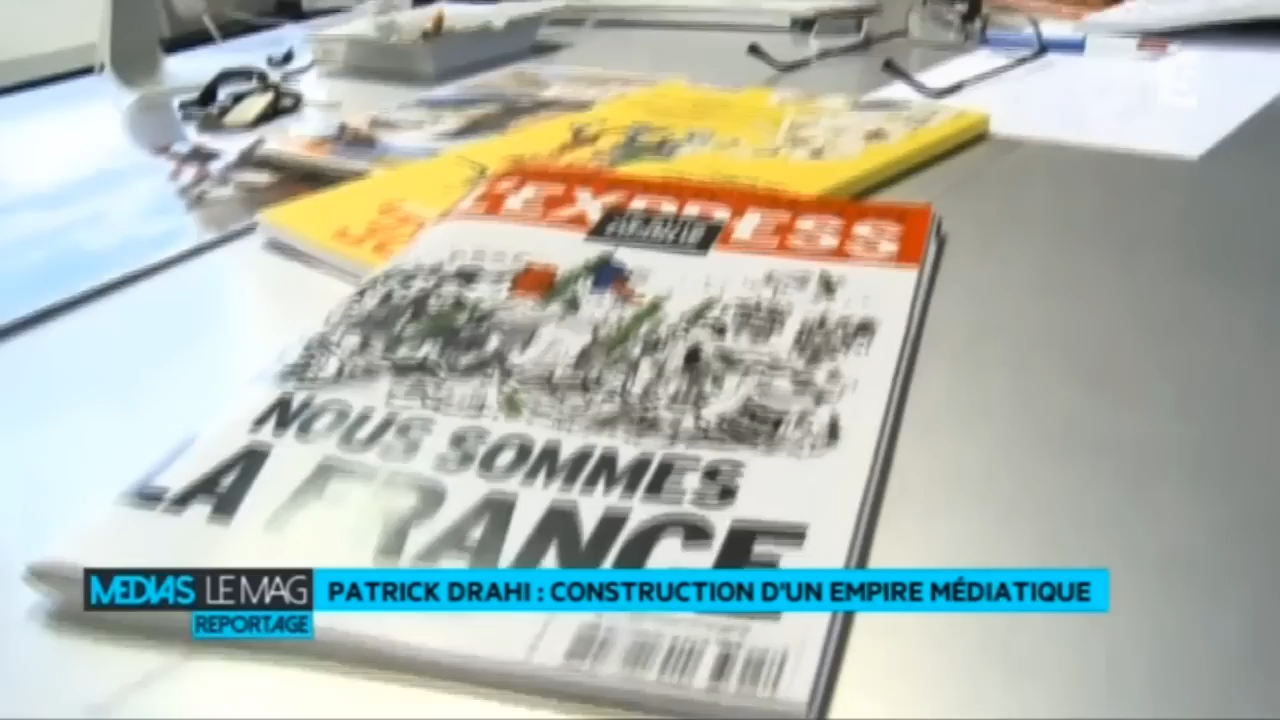 L'EXPRESS
NOUS SOMMES
LA FRANCE
MEDIAS LE MAG
PATRICK DRAHI : CONSTRUCTION D'UN EMPIRE MÉDIATIQUE
REPORTAGE